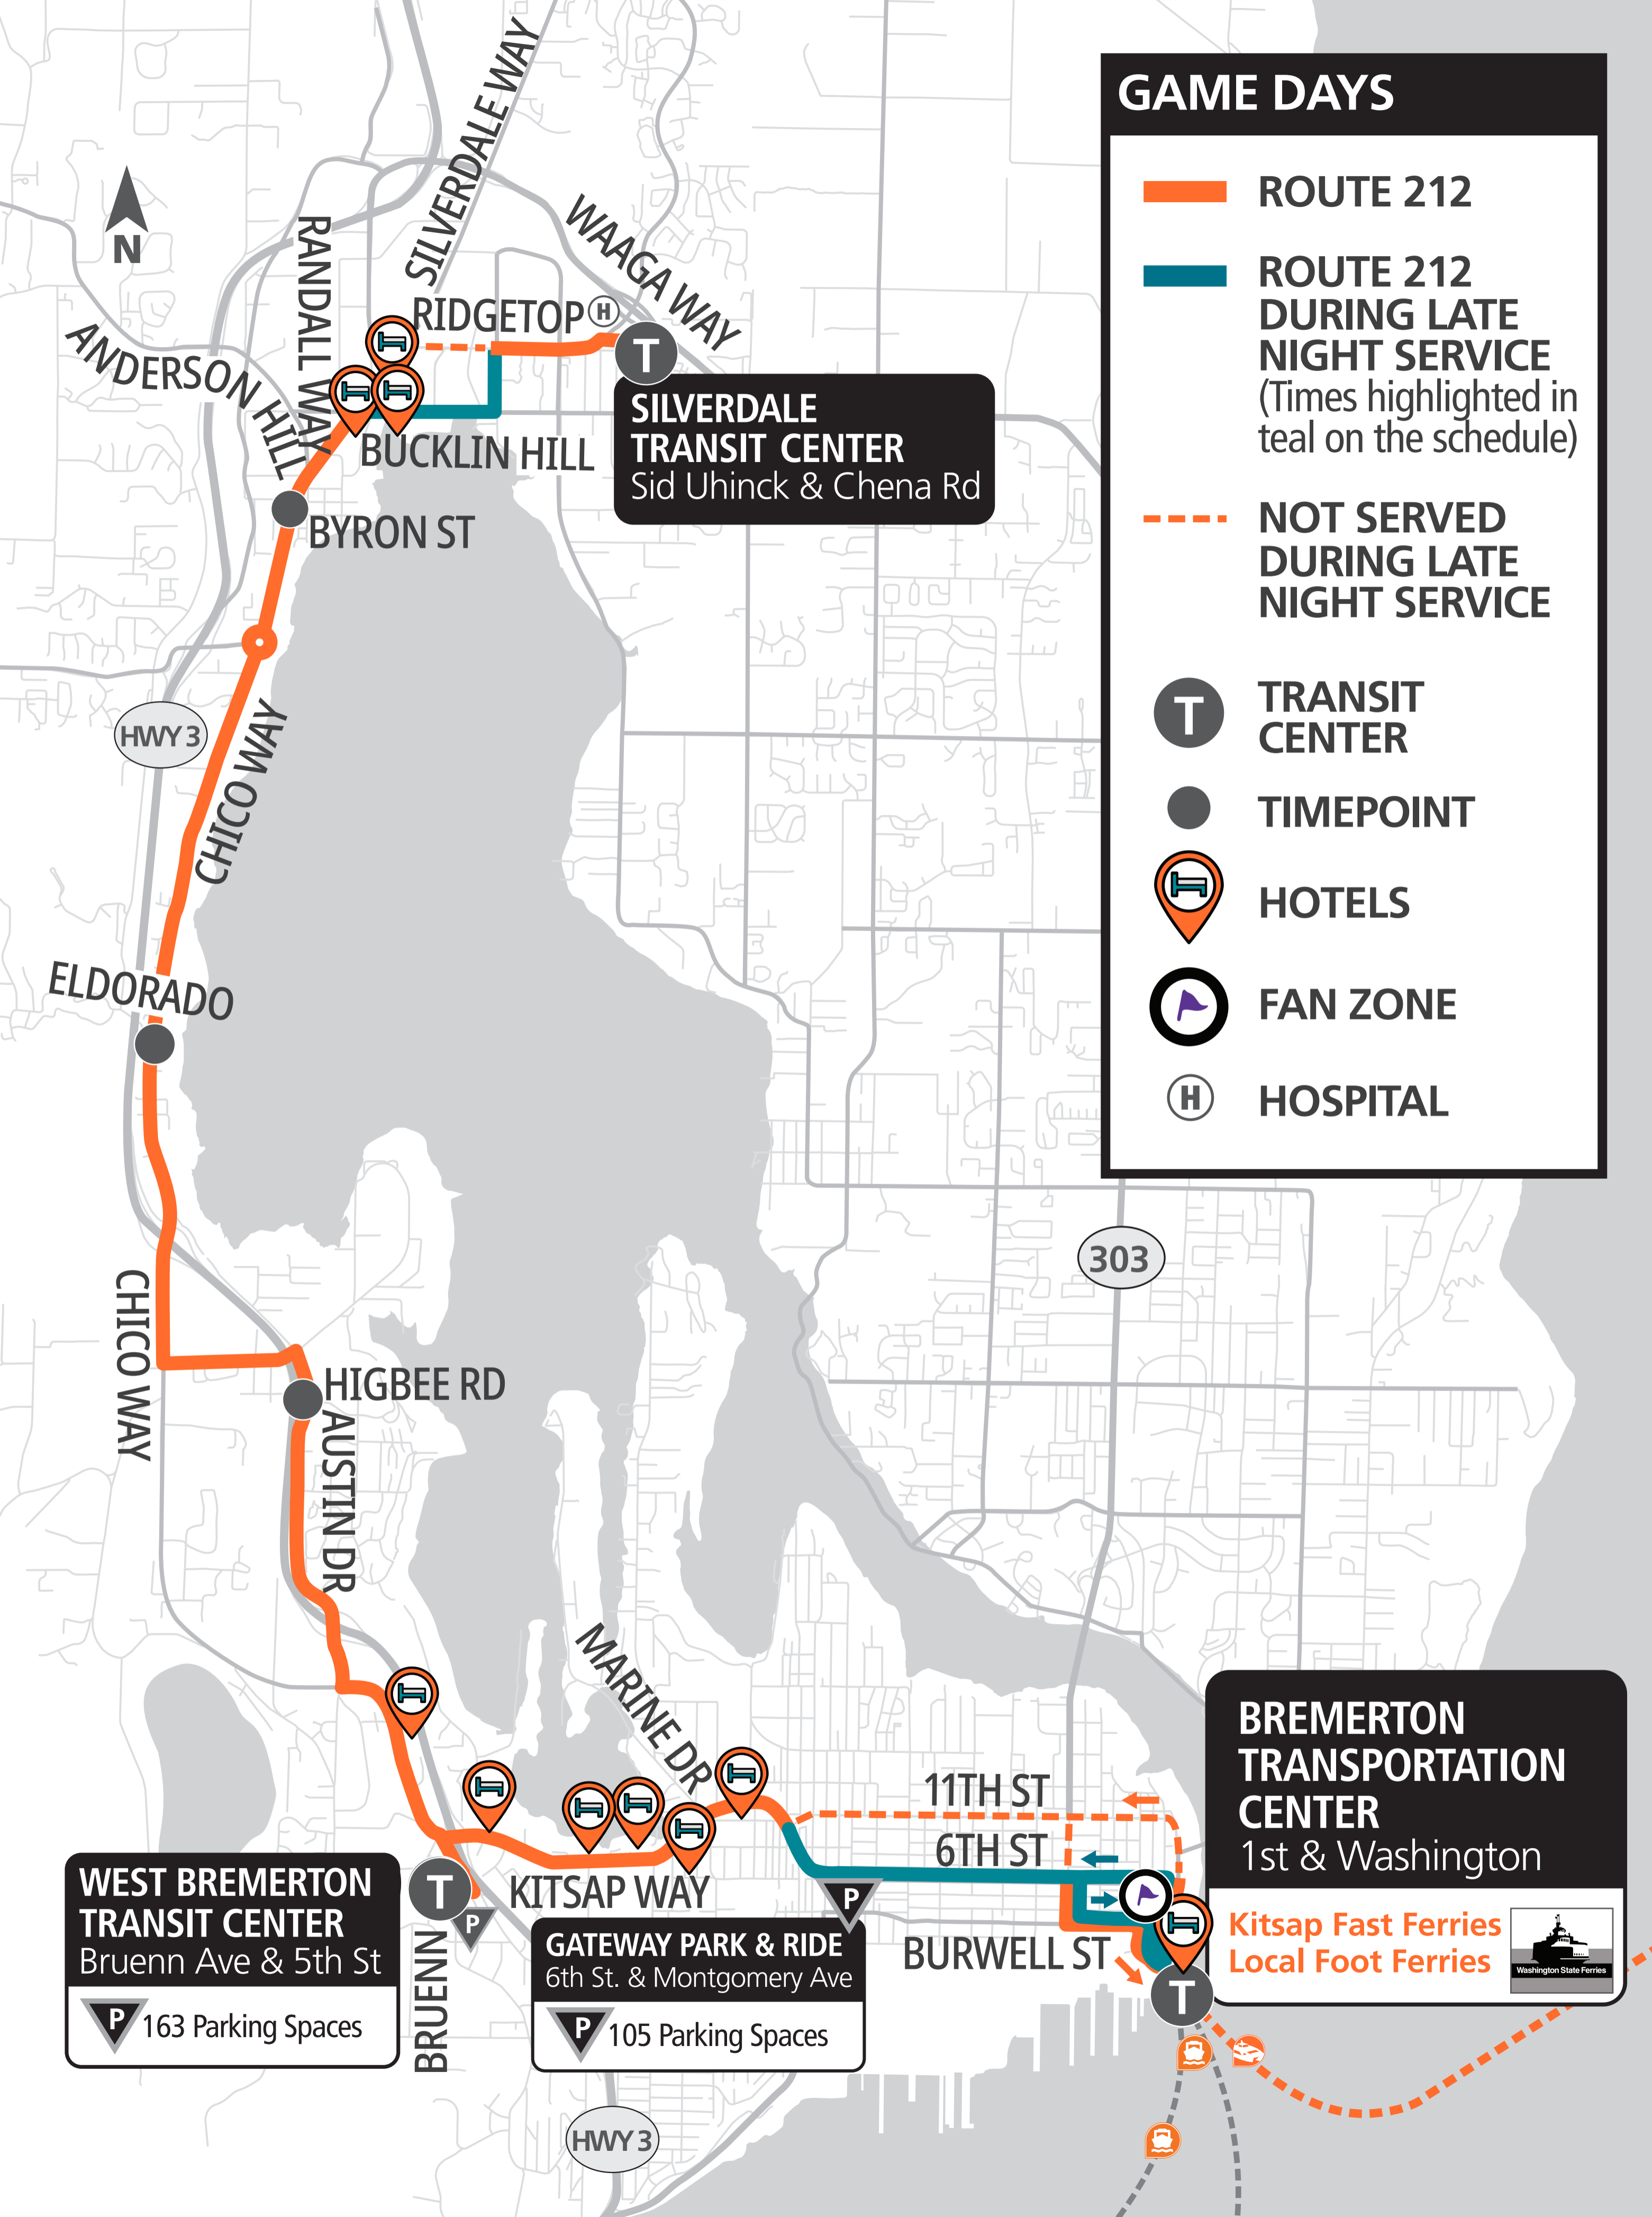 GAME DAYS
ROUTE 212
ROUTE 212
DURING LATE
NIGHT SERVICE
(Times highlighted in
teal on the schedule)
NOT SERVED
DURING LATE
NIGHT SERVICE
T
TRANSIT
CENTER
TIMEPOINT
HOTELS
FAN ZONE
H
HOSPITAL
N
SILVERDALE WAY
WAAGA WAY
RANDALL WAY
ANDERSON HILL
RIDGETOP
H
T
SILVERDALE
TRANSIT CENTER
Sid Uhinck & Chena Rd
BUCKLIN HILL
BYRON ST
HWY 3
CHICO WAY
ELDORADO
303
CHICO WAY
HIGBEE RD
AUSTIN DR
MARINE DR
11TH ST
6TH ST
KITSAP WAY
BURWELL ST
BRUENN
T
P
P
T
WEST BREMERTON
TRANSIT CENTER
Bruenn Ave & 5th St
P
163 Parking Spaces
GATEWAY PARK & RIDE
6th St. & Montgomery Ave
P
105 Parking Spaces
BREMERTON
TRANSPORTATION
CENTER
1st & Washington
Kitsap Fast Ferries
Local Foot Ferries
Washington State Ferries
HWY 3